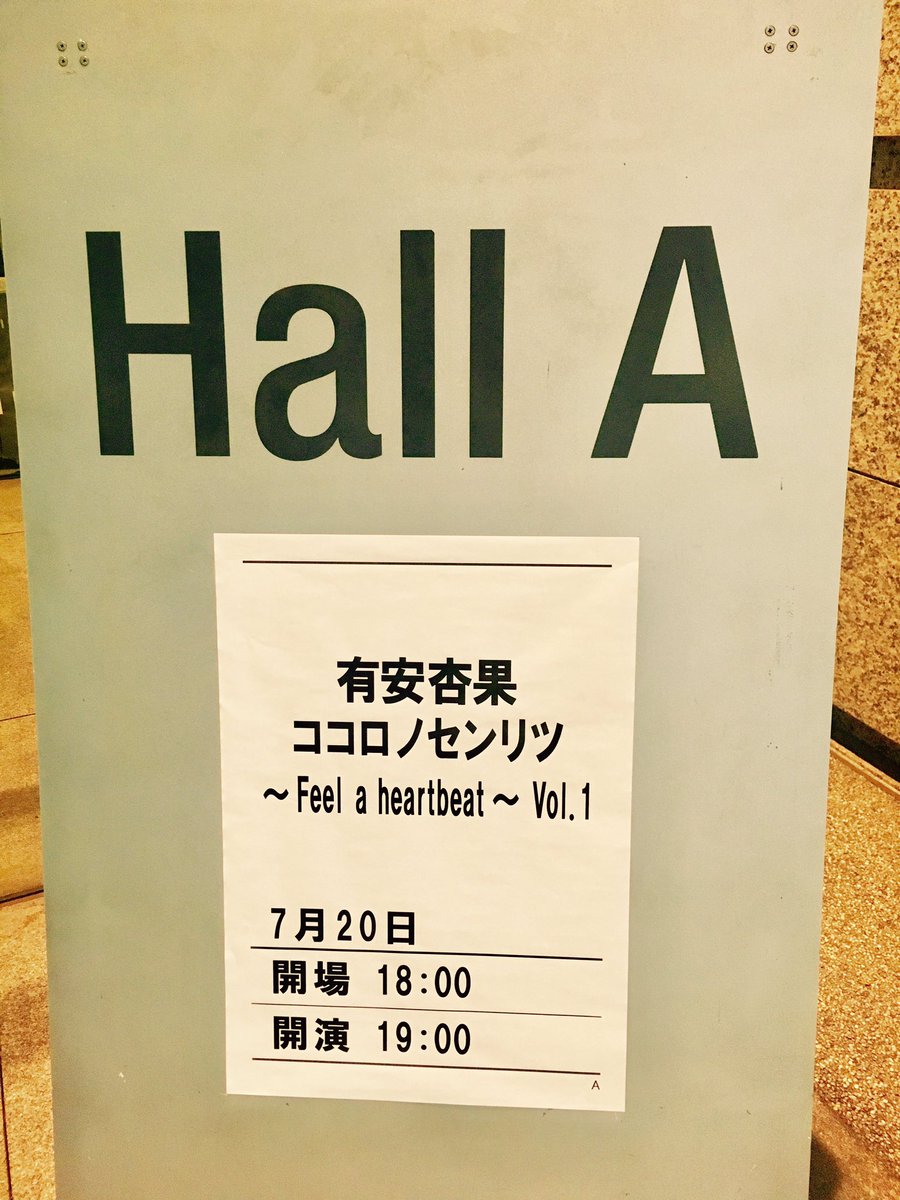 Hall A
有安杏果
ココロノセンリツ
～Feel a heartbeat～ Vol.1
7月20日
開場 18:00
開演 19:00
A